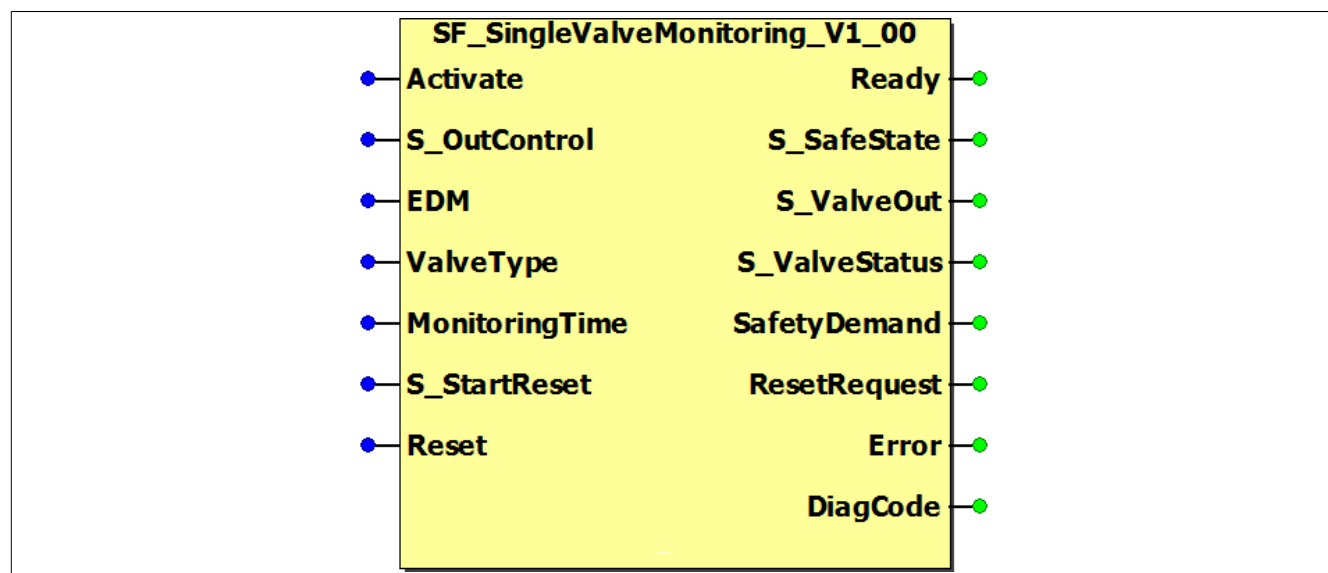 SF_SingleValveMonitoring_V1_00
Activate Ready
S_OutControl S_SafeState
EDM S_ValveOut
ValveType S_ValveStatus
MonitoringTime SafetyDemand
S_StartReset ResetRequest
Reset Error
DiagCode